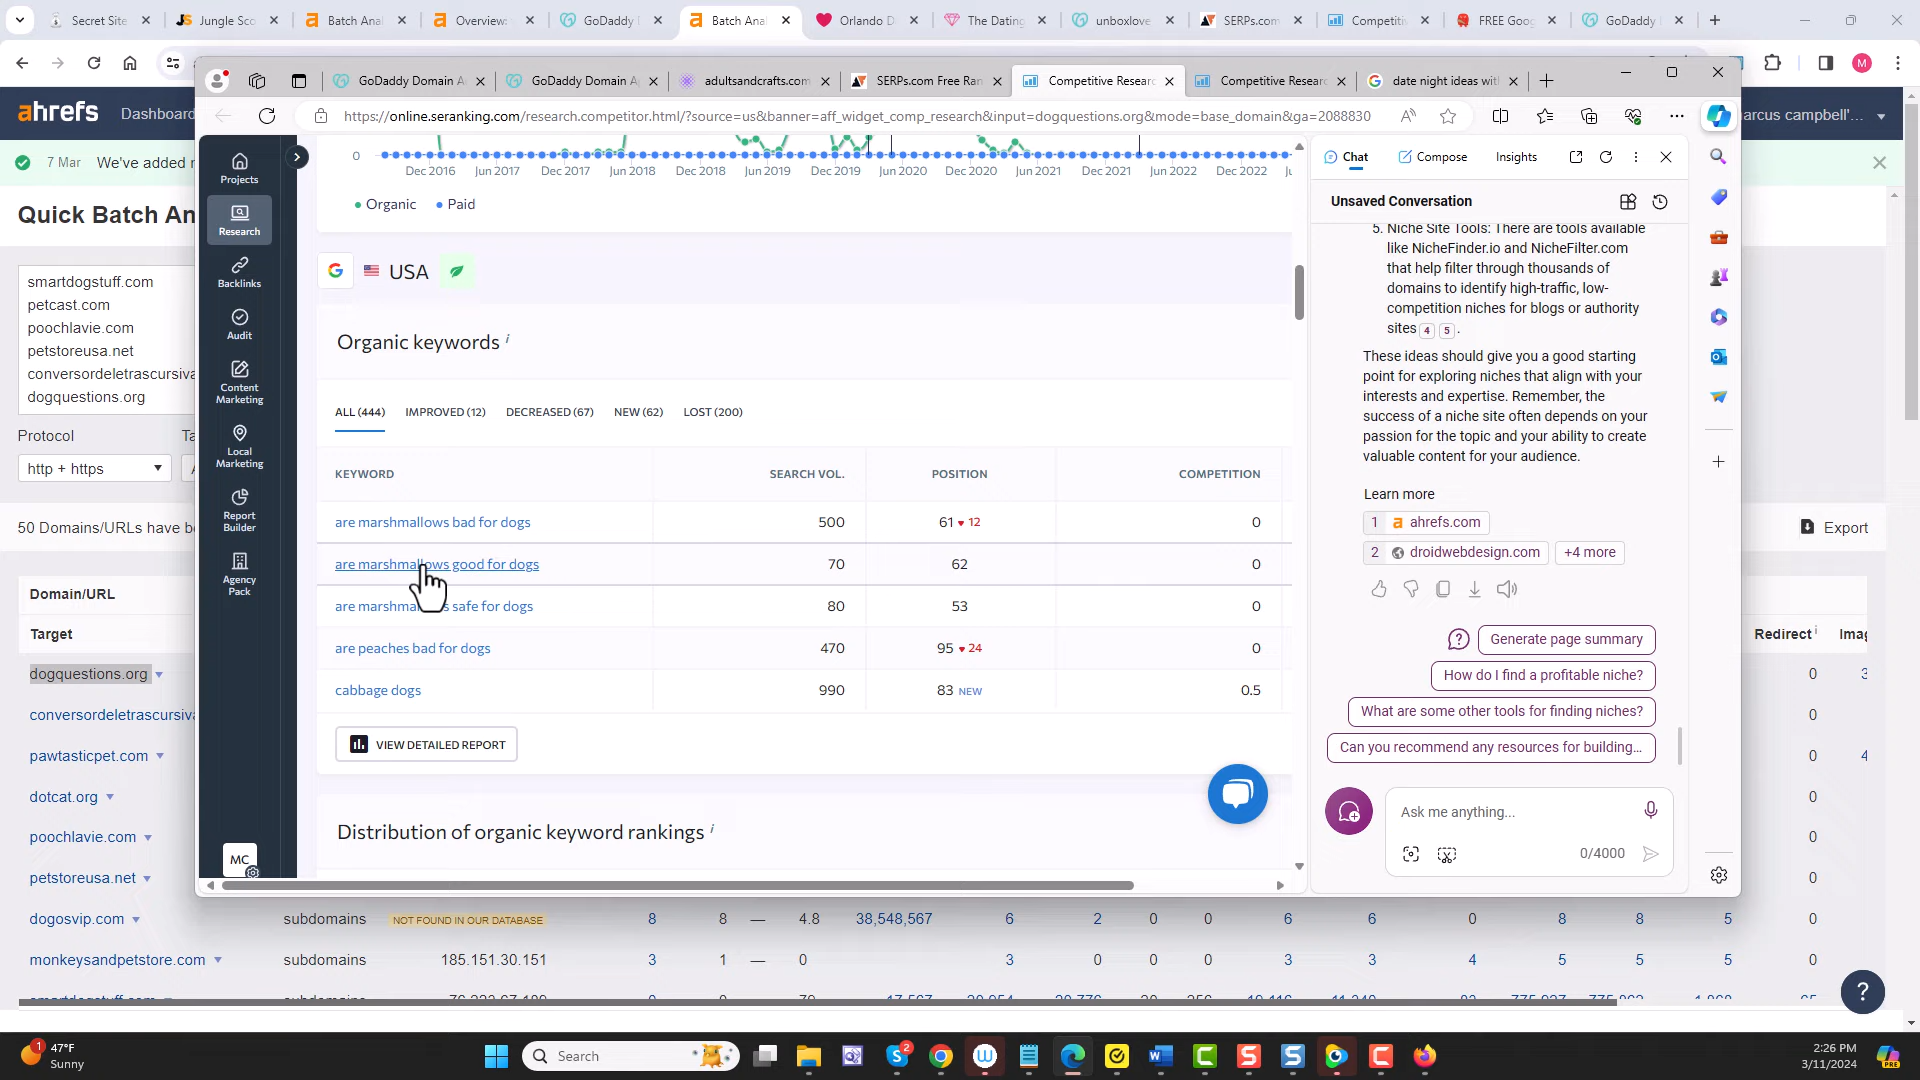 Secret Site
Jungle Sco
Batch Anal
Overview:
GoDaddy
Batch Anal
Orlando D
The Dating
unboxlove
SERPs.com
Competiti
FREE Goog
GoDaddy
M
GoDaddy Domain A
GoDaddy Domain A
adultsandcrafts.com
SERPs.com Free Ran
Competitive Researc
Competitive Researc
date night ideas wit
https://online.seranking.com/research.competitor.html/?source=us&banner=aff_widget_comp_research&input=dogquestions.org&mode=base_domain&ga=2088830
ahrefs
Dashboard
arcus campbell'...
7 Mar We've added
Quick Batch An
smartdogstuff.com
petcast.com
poochlavie.com
petstoreusa.net
conversordeletrascursiva
dogquestions.org
Protocol
http + https
50 Domains/URLs have b
Export
Domain/URL
Target
Redirect
dogquestions.org
0
conversordeletrascursiva
0
pawtasticpet.com
0
4
dotcat.org
0
poochlavie.com
0
petstoreusa.net
0
dogosvip.com subdomains NOT FOUND IN OUR DATABASE 8 8 — 4.8 38,548,567 6 2 0 0 6 6 0 8 8 5 0
monkeysandpetstore.com subdomains 185.151.30.151 3 1 — 0 3 0 0 0 3 3 4 5 5 5 0
Projects
Research
Backlinks
Audit
Content
Marketing
Local
Marketing
Report
Builder
Agency
Pack
MC
0
Dec 2016 Jun 2017 Dec 2017 Jun 2018 Dec 2018 Jun 2019 Dec 2019 Jun 2020 Dec 2020 Jun 2021 Dec 2021 Jun 2022 Dec 2022
Organic Paid
USA
Organic keywords i
ALL (444) IMPROVED (12) DECREASED (67) NEW (62) LOST (200)
KEYWORD SEARCH VOL. POSITION COMPETITION
are marshmallows bad for dogs 500 61 12 0
are marshmallows good for dogs 70 62 0
are marshma s safe for dogs 80 53 0
are peaches bad for dogs 470 95 24 0
cabbage dogs 990 83 NEW 0.5
VIEW DETAILED REPORT
Distribution of organic keyword rankings i
Chat
Compose
Insights
Unsaved Conversation
5. Niche Site Tools: There are tools available
like NicheFinder.io and NicheFilter.com
that help filter through thousands of
domains to identify high-traffic, low-
competition niches for blogs or authority
sites 4 5 .
These ideas should give you a good starting
point for exploring niches that align with your
interests and expertise. Remember, the
success of a niche site often depends on your
passion for the topic and your ability to create
valuable content for your audience.
Learn more
1 ahrefs.com
2 droidwebdesign.com +4 more
Generate page summary
How do I find a profitable niche?
What are some other tools for finding niches?
Can you recommend any resources for building...
Ask me anything...
0/4000
?
1
47°F
Sunny
Search
2
2:26 PM
3/11/2024